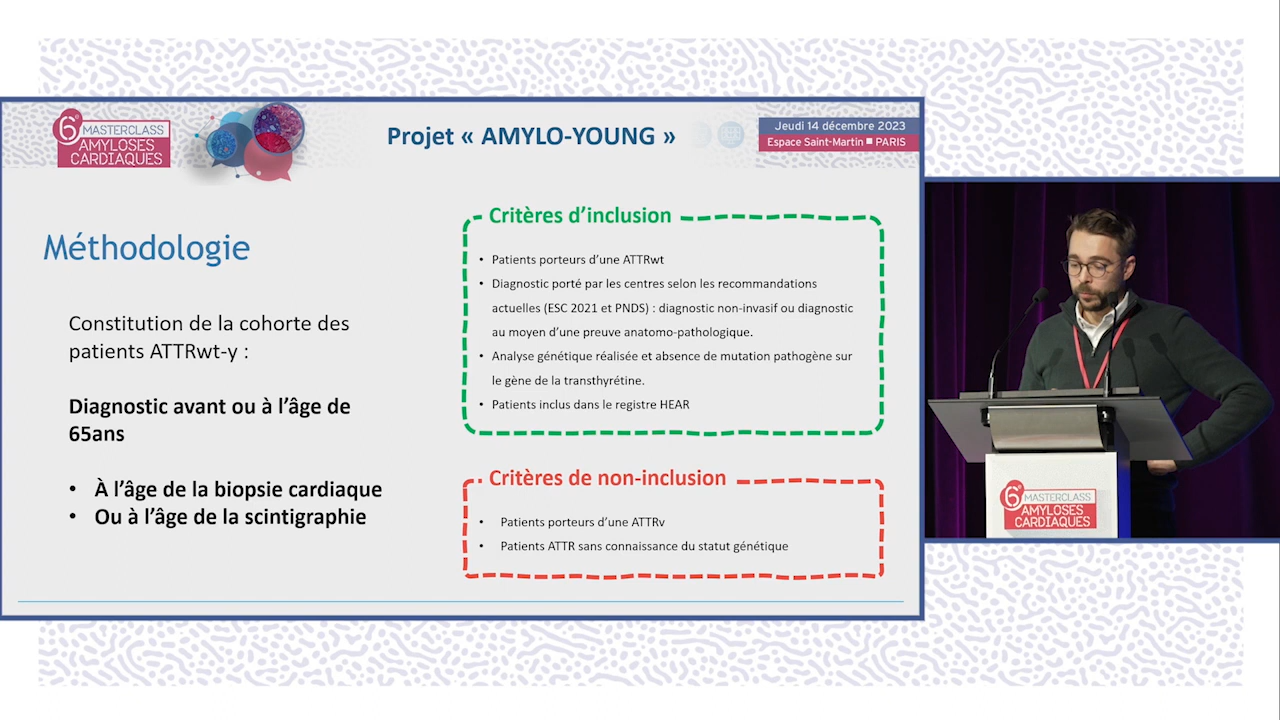 6e MASTERCLASS
AMYLOSES
CARDIAQUES
Projet « AMYLO-YOUNG »
Jeudi 14 décembre 2023
Espace Saint-Martin ■ PARIS
Méthodologie
Constitution de la cohorte des
patients ATTRwt-y :
Diagnostic avant ou à l’âge de
65ans
• À l’âge de la biopsie cardiaque
• Ou à l’âge de la scintigraphie
Critères d’inclusion
• Patients porteurs d’une ATTRwt
• Diagnostic porté par les centres selon les recommandations
actuelles (ESC 2021 et PNDS) : diagnostic non-invasif ou diagnostic
au moyen d’une preuve anatomo-pathologique.
• Analyse génétique réalisée et absence de mutation pathogène sur
le gène de la transthyrétine.
• Patients inclus dans le registre HEAR
Critères de non-inclusion
• Patients porteurs d’une ATTRv
• Patients ATTR sans connaissance du statut génétique
6e MASTERCLASS
AMYLOSES
CARDIAQUES